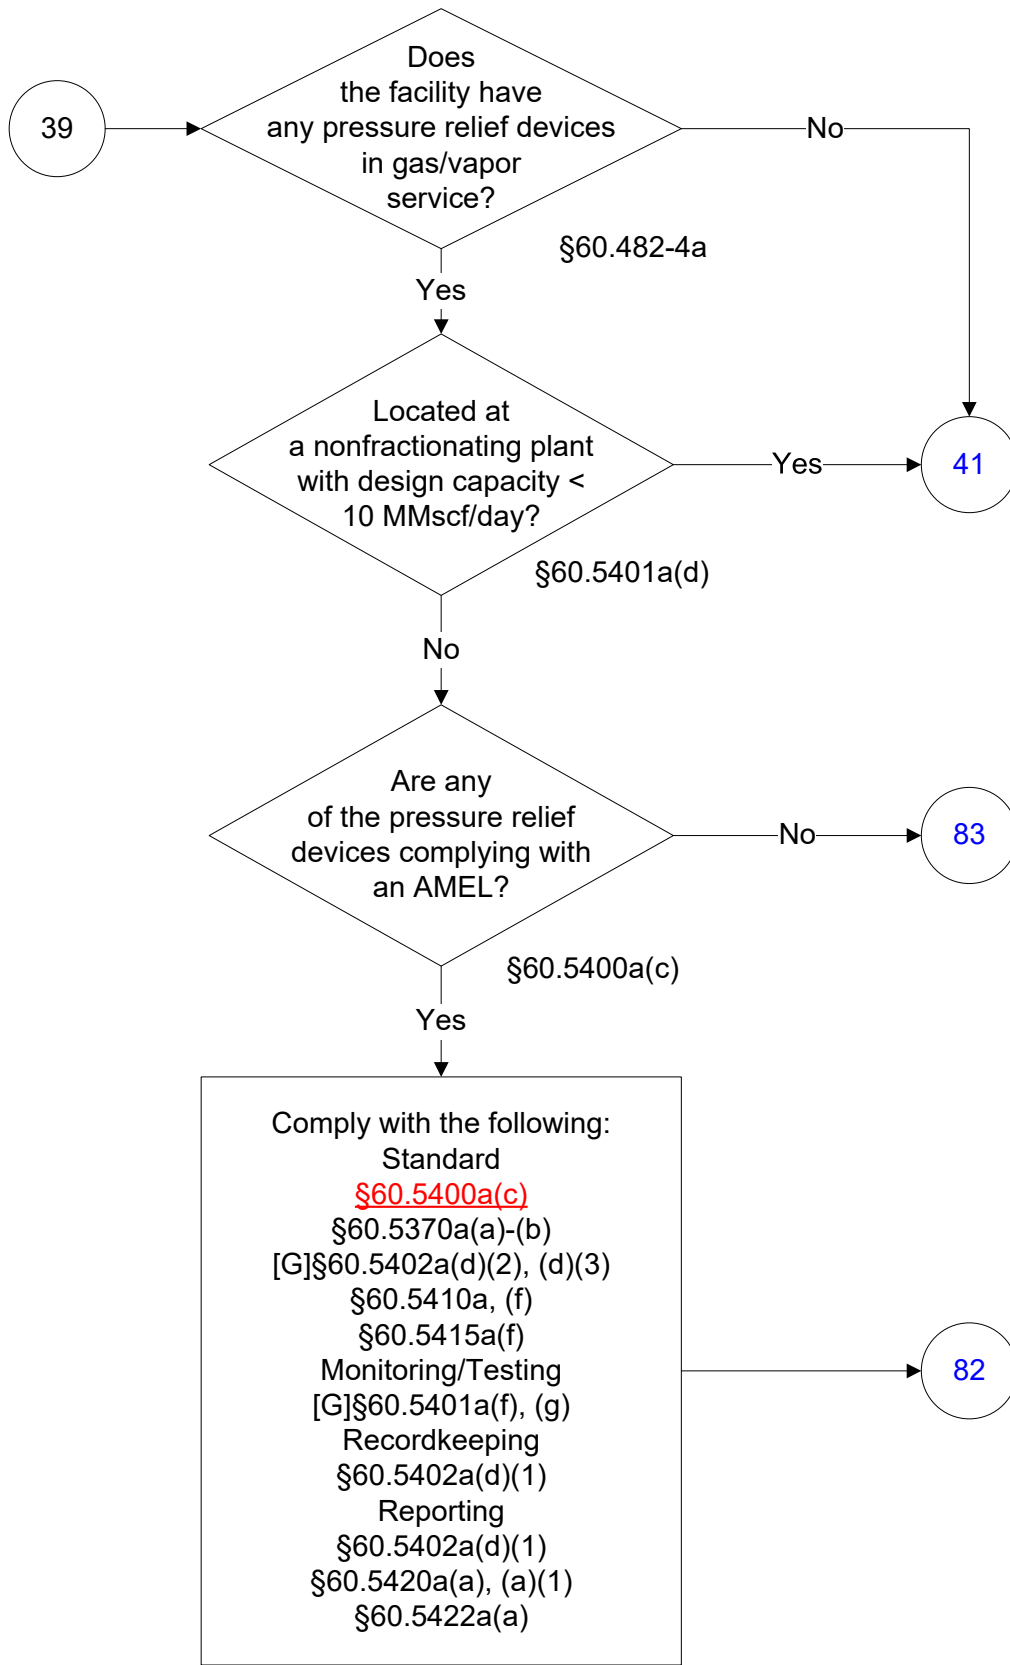 39
Does
the facility have
any pressure relief devices
in gas/vapor
service?
No
§60.482-4a
Yes
Located at
a nonfractionating plant
with design capacity <
10 MMscf/day?
Yes
41
§60.5401a(d)
No
Are any
of the pressure relief
devices complying with
an AMEL?
No
83
§60.5400a(c)
Yes
Comply with the following:
Standard
§60.5400a(c)
§60.5370a(a)-(b)
[G]§60.5402a(d)(2), (d)(3)
§60.5410a, (f)
§60.5415a(f)
Monitoring/Testing
[G]§60.5401a(f), (g)
Recordkeeping
§60.5402a(d)(1)
Reporting
§60.5402a(d)(1)
§60.5420a(a), (a)(1)
§60.5422a(a)
82